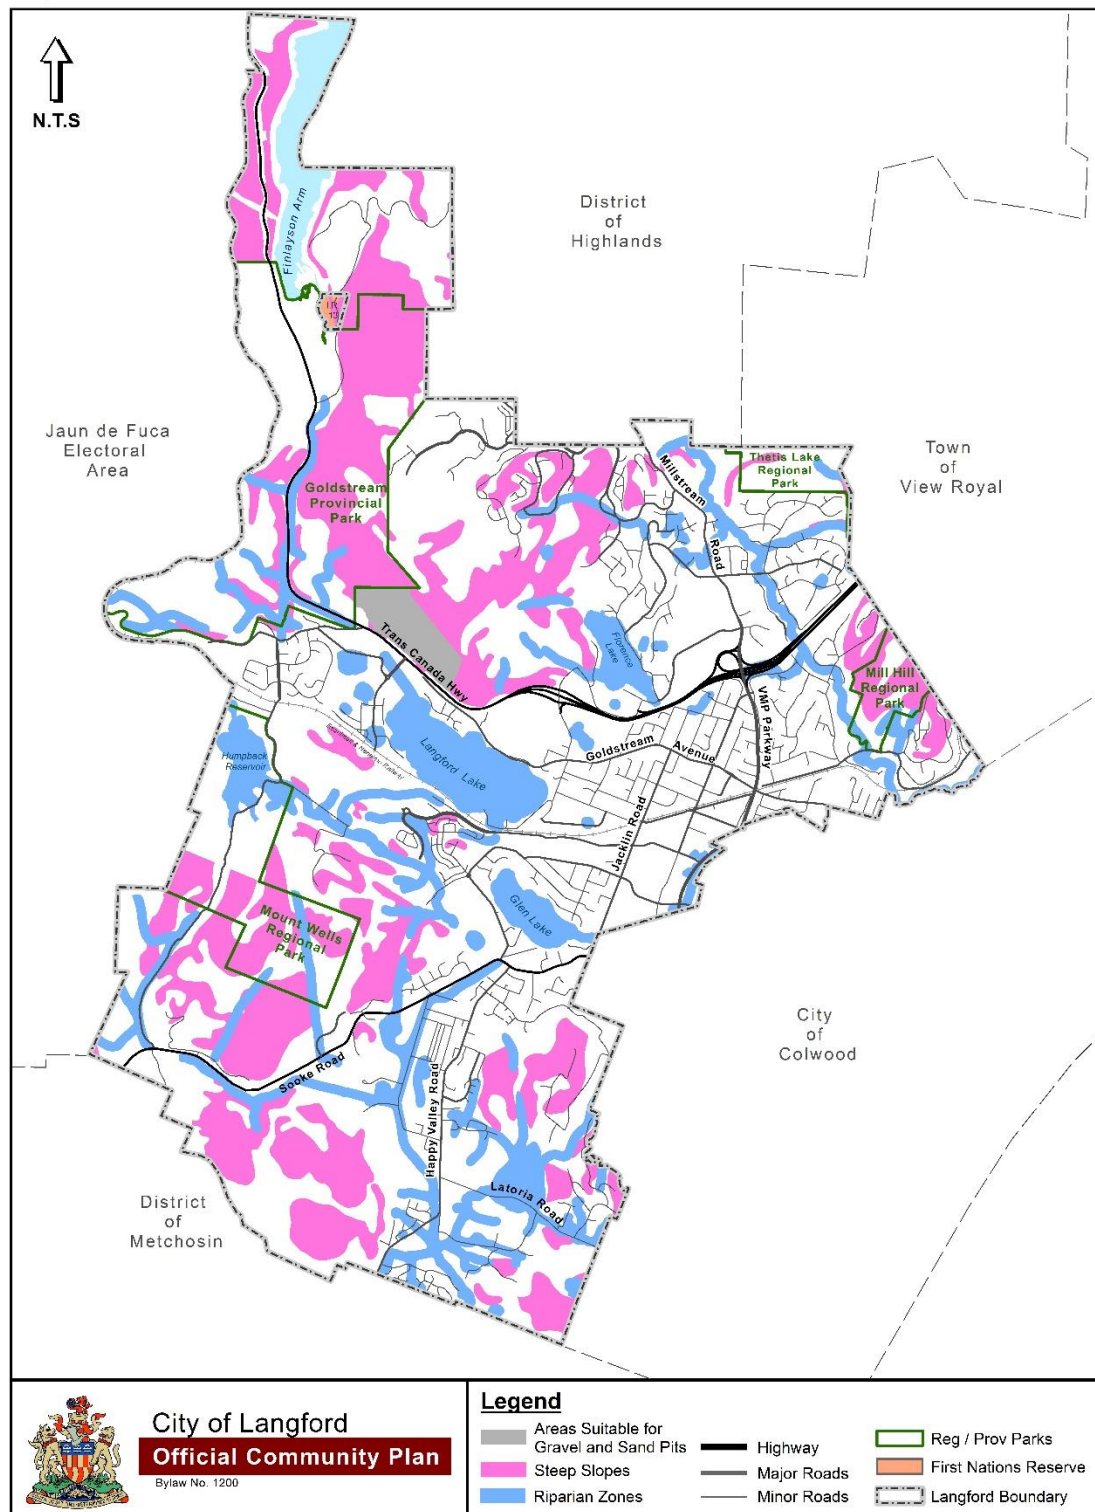 N.T.S
Finlayson Arm
District
of
Highlands
I R
13
Jaun de Fuca
Electoral
Area
Goldstream
Provincial
Park
Millstream
Road
Thetis Lake
Regional
Park
Town
of
View Royal
Trans Canada Hwy
Florence
Lake
Mill Hill
Regional
Park
VMP Parkway
Goldstream Avenue
Humpback
Reservoir
Langford Lake
Jacklin Road
Glen Lake
Mount Wells
Regional
Park
City
of
Colwood
Sooke Road
Happy Valley Road
Latoria Road
District
of
Metchosin
City of Langford
Official Community Plan
Bylaw No. 1200
Legend
Areas Suitable for
Gravel and Sand Pits
Steep Slopes
Riparian Zones
Highway
Major Roads
Minor Roads
Reg / Prov Parks
First Nations Reserve
Langford Boundary